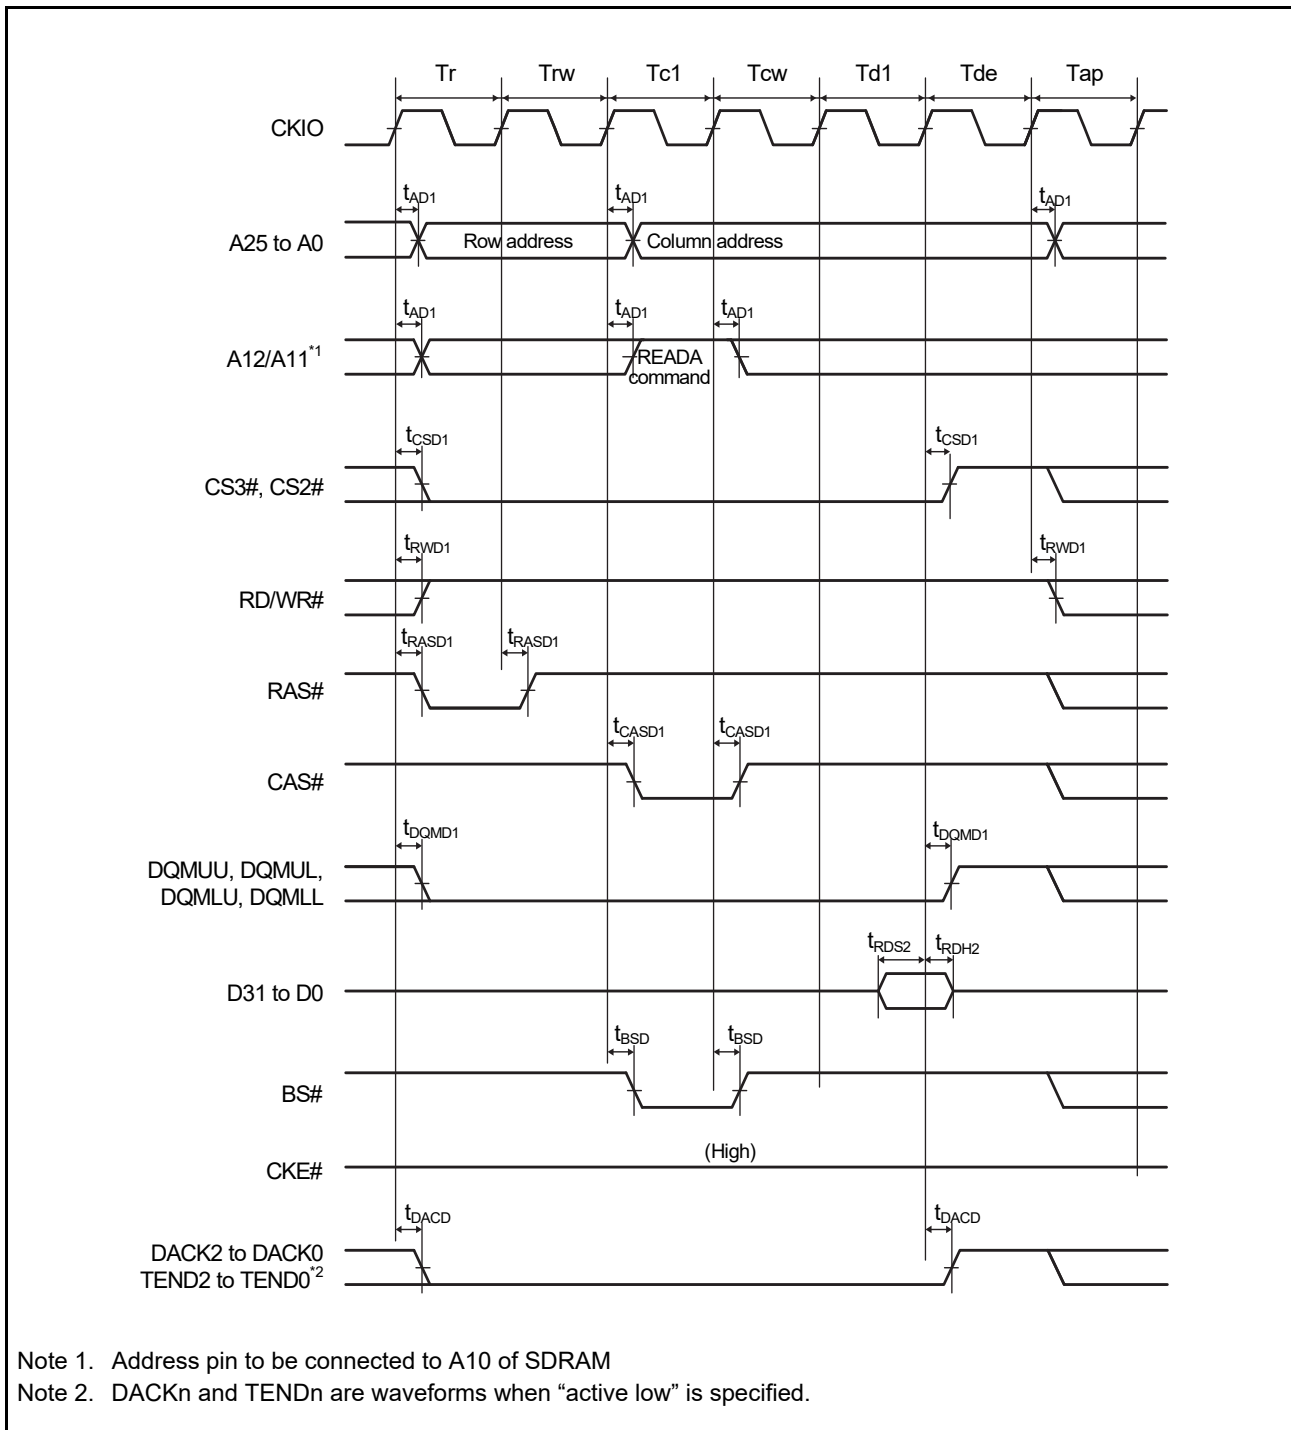 Tr Trw Tc1 Tcw Td1 Tde Tap
CKIO
tAD1 tAD1 tAD1
A25 to A0 Row address Column address
tAD1 tAD1 tAD1
A12/A11*1 READA
command
tCSD1 tCSD1
CS3#, CS2#
tRWD1 tRWD1
RD/WR#
tRASD1 tRASD1
RAS#
tCASD1 tCASD1
CAS#
tDQMD1 tDQMD1
DQMUU, DQMUL,
DQMLU, DQMLL
tRDS2 tRDH2
D31 to D0
tBSD tBSD
BS#
(High)
CKE#
tDACD tDACD
DACK2 to DACK0
TEND2 to TEND0*2
Note 1. Address pin to be connected to A10 of SDRAM
Note 2. DACKn and TENDn are waveforms when “active low” is specified.